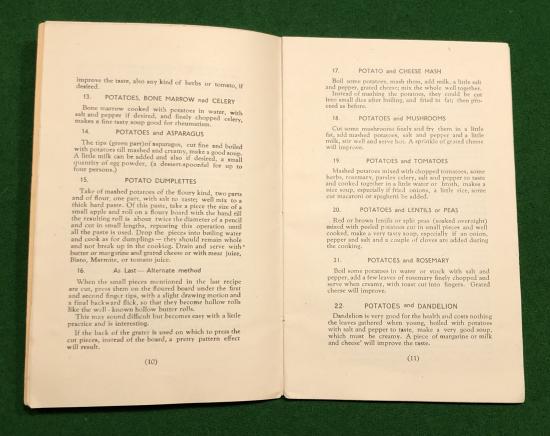 improve the taste, also any kind of herbs or tomato, if
desired.
13. POTATOES, BONE MARROW nad CELERY
Bone marrow cooked with potatoes in water, with
salt and pepper if desired, and finely chopped celery,
makes a fine tasty soup good for rheumatism.
14. POTATOES and ASPARAGUS
The tips (green part) of asparagus, cut fine and boiled
with potatoes till mashed and creamy, make a good soup.
A little milk can be added and also if desired, a small
quantity of egg powder, (a dessert-spoonful for up to
four persons.)
15. POTATO DUMPLETTES
Take of mashed potatoes of the floury kind, two parts
and of flour, one part, with salt to taste; well mix to a
thick hard paste. Of this paste, take a piece the size of a
small apple and roll on a floury board with the hand till
the resulting roll is about twice the diameter of a pencil
and cut in small lengths, repeating this operation until
all the paste is used. Drop the pieces into boiling water
and cook as for dumplings — they should remain whole
and not break up in the cooking. Drain and serve with
butter or margarine and grated cheese or with meat juice,
Bisto, Marmite, or tomato juice.
16. As Last — Alternate method
When the small pieces mentioned in the last recipe
are cut, press them on the floured board under the first
and second finger tips, with a slight drawing motion and
a final backward flick, so that they become hollow rolls
like the well-known hollow butter rolls.
This may sound difficult but becomes easy with a little
practice and is interesting.
If the back of the grater is used on which to press the
cut pieces, instead of the board, a pretty pattern effect
will result.
(10)
17. POTATO and CHEESE MASH
Boil some potatoes, mash them, add milk, a little salt
and pepper, grated cheese; mix the whole well together.
Instead of mashing the potatoes, they could be cut
into small dice after boiling, and fried in fat; then pro-
ceed as before.
18. POTATOES and MUSHROOMS
Cut some mushrooms finely and fry them in a little
fat, add mashed potatoes, salt and pepper and a little
milk, stir well and serve hot. A sprinkle of grated cheese
will improve.
19. POTATOES and TOMATOES
Mashed potatoes mixed with chopped tomatoes, some
herbs, rosemary, parsley celery, salt and pepper to taste
and cooked together in a little water or broth, makes a
nice soup, especially if fried onions, a little rice, some
cut macaroni or spaghetti be added.
20. POTATOES and LENTILS or PEAS
Red or brown lentils or split peas (soaked overnight)
mixed with peeled potatoes cut in small pieces and well
cooked, make a very tasty soup, especially if an onion,
pepper and salt and a couple of cloves are added during
the cooking.
21. POTATOES and ROSEMARY
Boil some potatoes in water or stock with salt and
pepper, add a few leaves of rosemary finely chopped and
serve when creamy, with toast cut into fingers. Grated
cheese will improve.
22. POTATOES and DANDELION
Dandelion is very good for the health and costs nothing
the leaves gathered when young, boiled with potatoes
with salt and pepper to taste, make a very good soup,
which must be creamy. A piece of margarine or milk
and cheese will improve the taste.
(11)